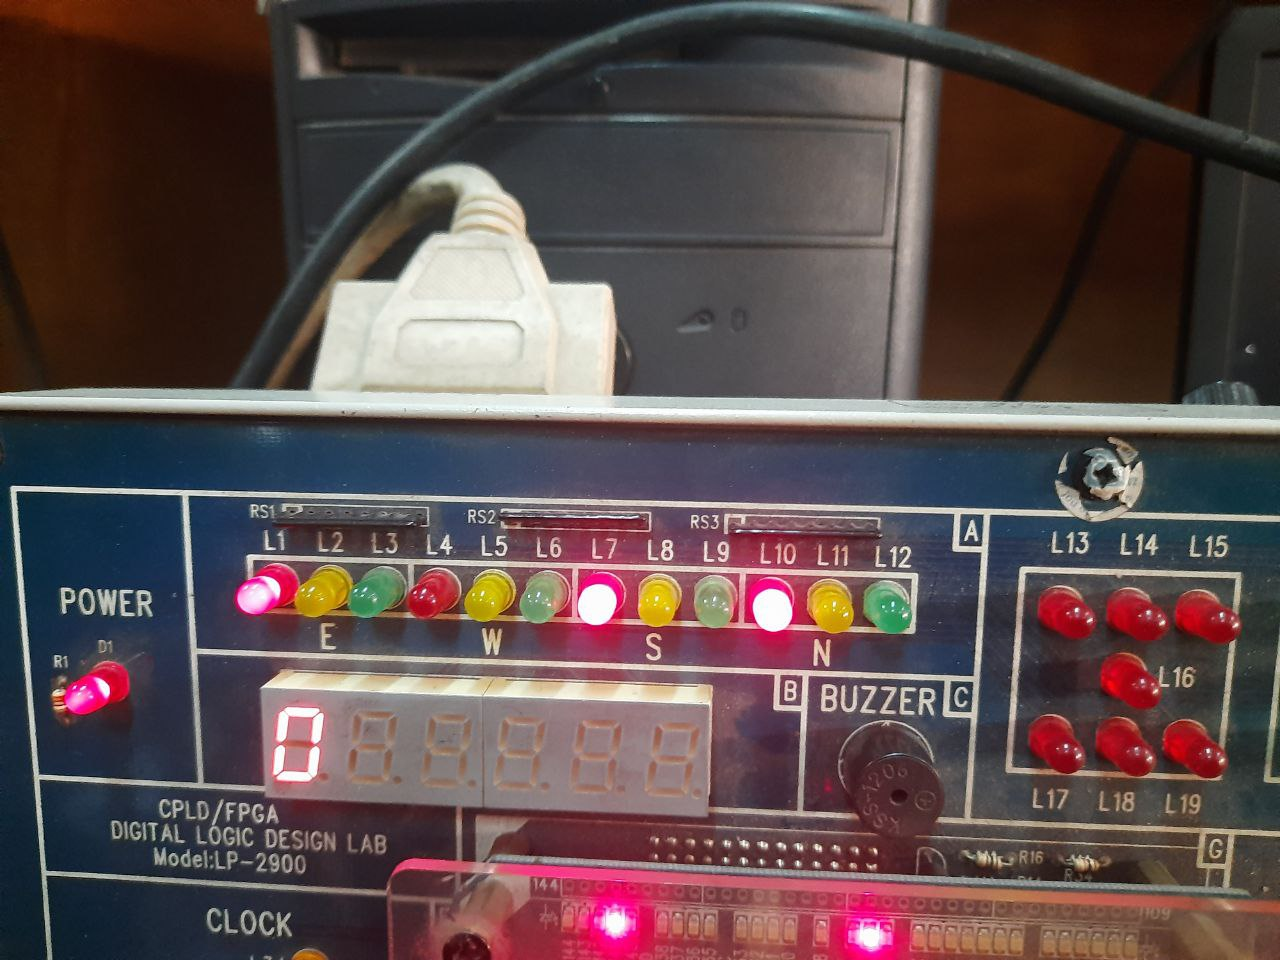 RS1 RS2 RS3 A
L1 L2 L3 L4 L5 L6 L7 L8 L9 L10 L11 L12
L13 L14 L15
POWER
E W S N
D1
R1
L16
B BUZZER C
0
L17 L18 L19
CPLD/FPGA
DIGITAL LOGIC DESIGN LAB
Model:LP-2900
G
R16
144
109
CLOCK